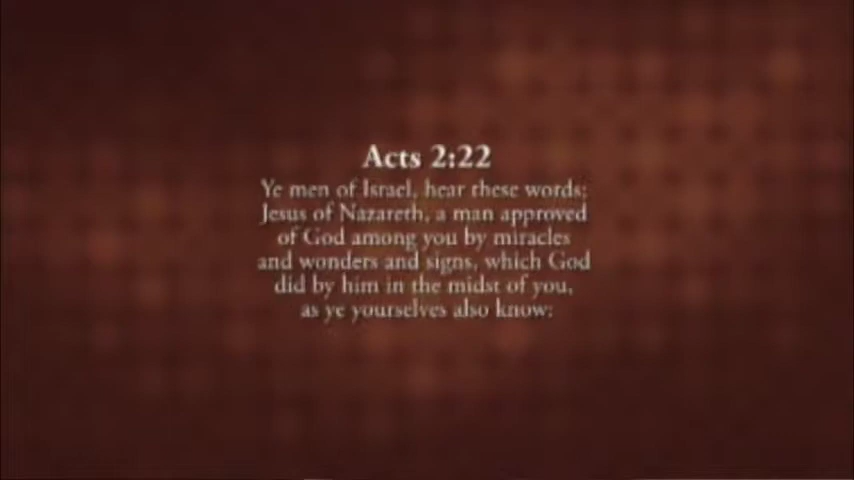 Acts 2:22
Ye men of Israel, hear these words;
Jesus of Nazareth, a man approved
of God among you by miracles
and wonders and signs, which God
did by him in the midst of you,
as ye yourselves also know: